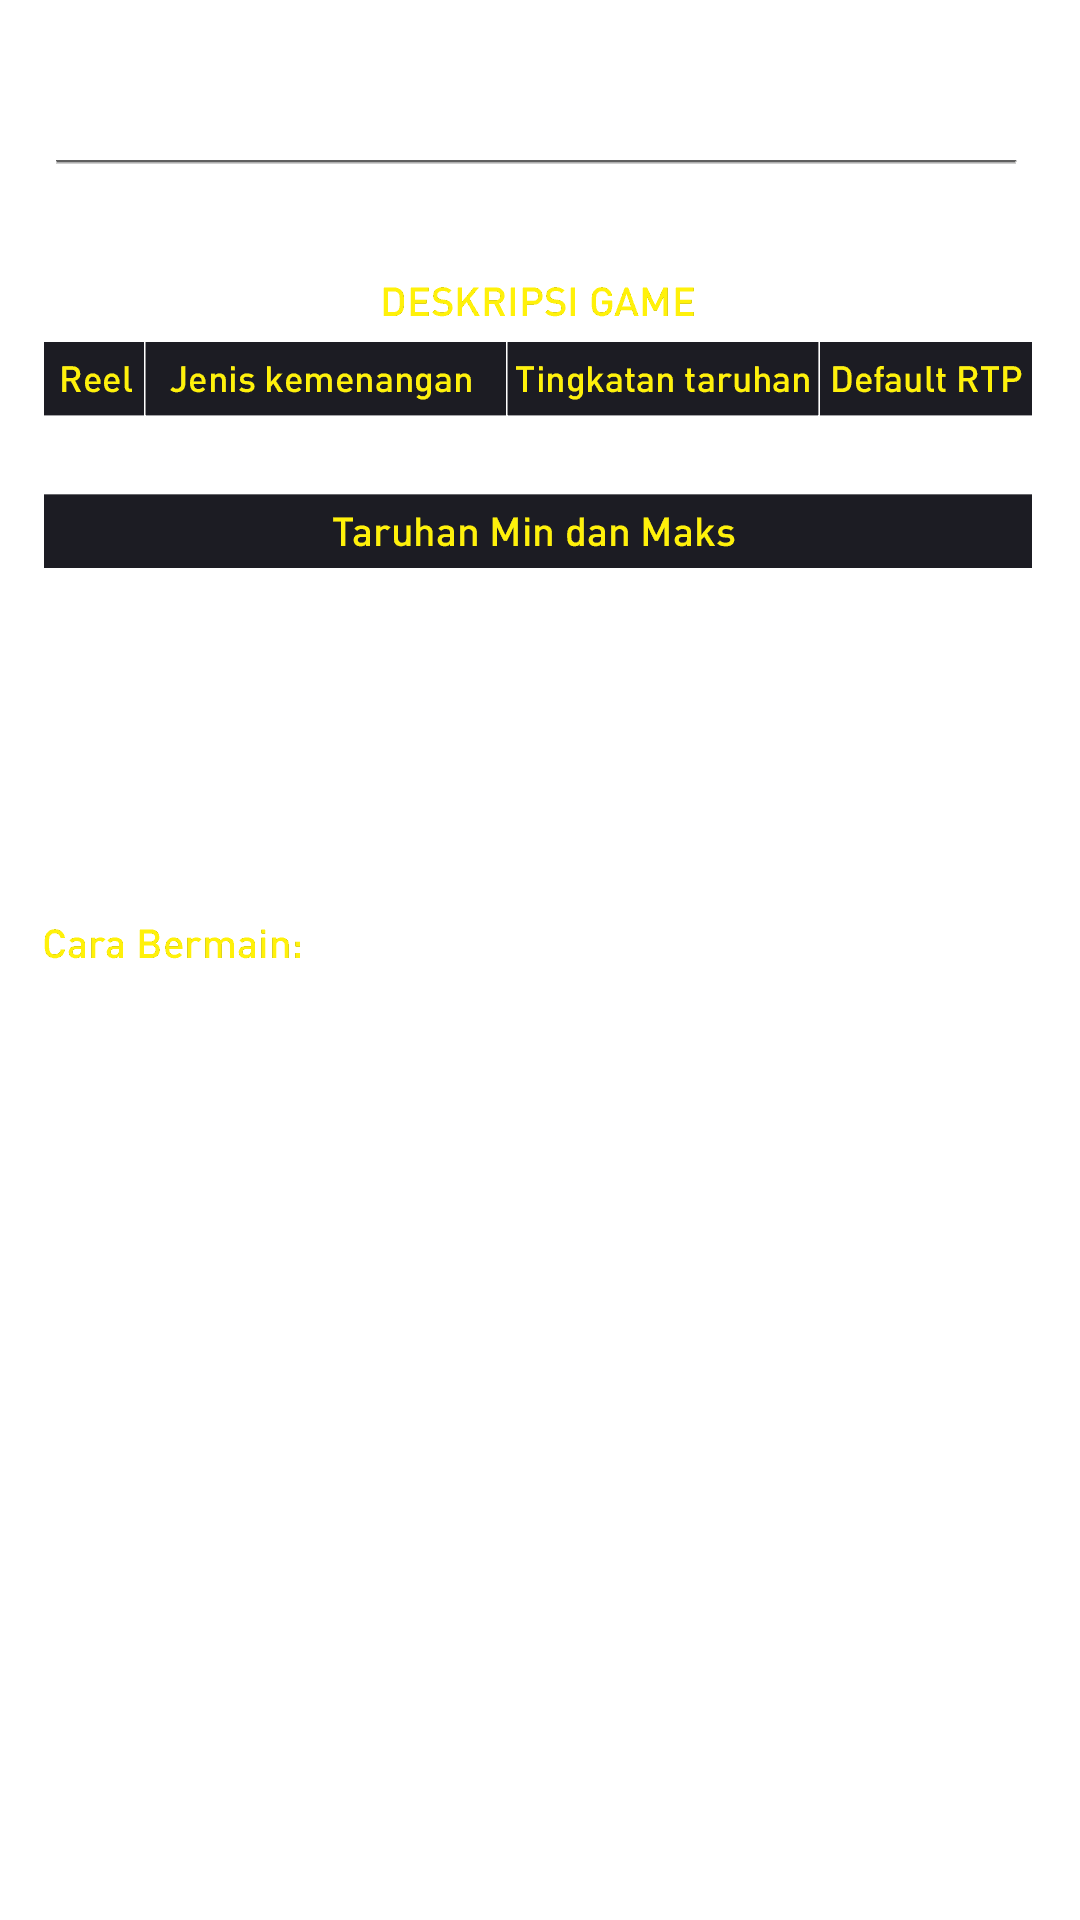 DESKRIPSI GAME
Reel Jenis kemenangan Tingkatan taruhan Default RTP
Taruhan Min dan Maks
Cara Bermain: